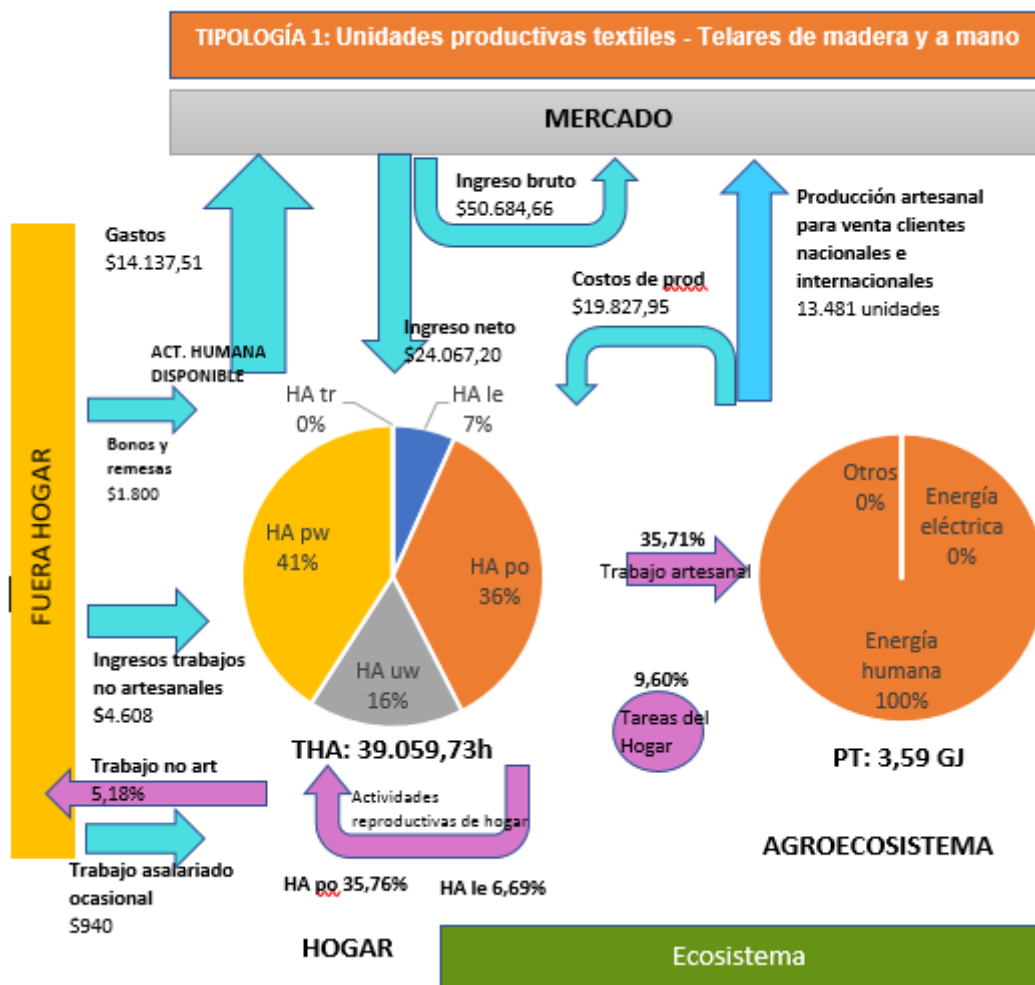 TIPOLOGÍA 1: Unidades productivas textiles - Telares de madera y a mano
MERCADO
Gastos
$14.137,51
Ingreso bruto
$50.684,66
Producción artesanal
para venta clientes
nacionales e
internacionales
13.481 unidades
Costos de prod
$19.827,95
Ingreso neto
$24.067,20
ACT. HUMANA
DISPONIBLE
FUERA HOGAR
Bonos y
remesas
$1.800
HA tr
0%
HA le
7%
HA pw
41%
HA po
36%
HA uw
16%
THA: 39.059,73h
35,71%
Trabajo artesanal
Otros
0%
Energía
eléctrica
0%
Energía
humana
100%
PT: 3,59 GJ
9,60%
Tareas del
Hogar
Ingresos trabajos
no artesanales
$4.608
Trabajo no art
5,18%
Trabajo asalariado
ocasional
$940
Actividades
reproductivas de hogar
HA po 35,76%
HA le 6,69%
AGROECOSISTEMA
HOGAR
Ecosistema